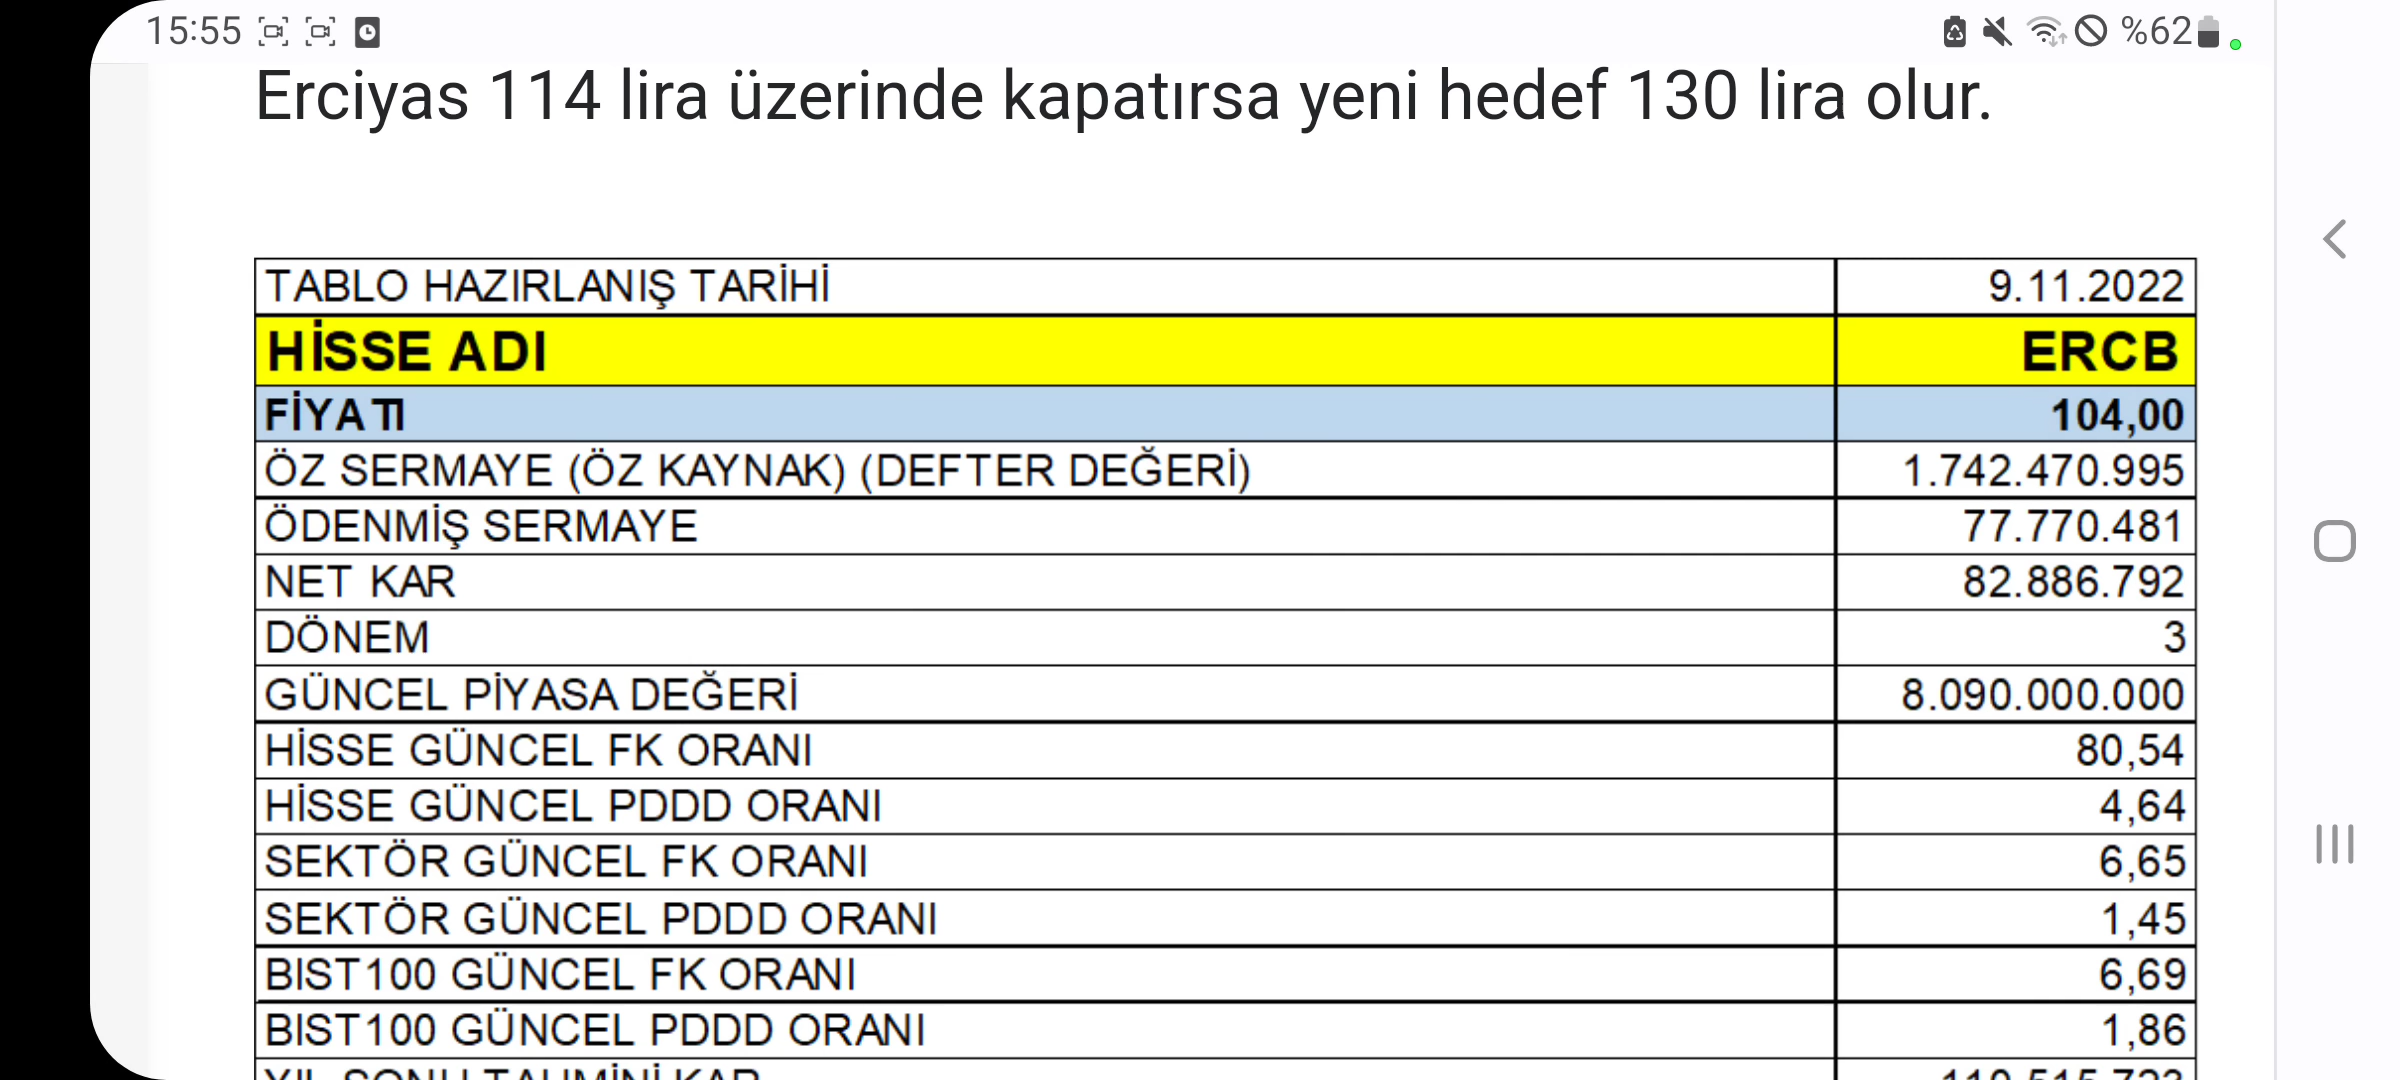 15:55 %62
Erciyas 114 lira üzerinde kapatırsa yeni hedef 130 lira olur.
TABLO HAZIRLANIŞ TARİHİ 9.11.2022
HİSSE ADI ERCB
FİYATI 104,00
ÖZ SERMAYE (ÖZ KAYNAK) (DEFTER DEĞERİ) 1.742.470.995
ÖDENMİŞ SERMAYE 77.770.481
NET KAR 82.886.792
DÖNEM 3
GÜNCEL PİYASA DEĞERİ 8.090.000.000
HİSSE GÜNCEL FK ORANI 80,54
HİSSE GÜNCEL PDDD ORANI 4,64
SEKTÖR GÜNCEL FK ORANI 6,65
SEKTÖR GÜNCEL PDDD ORANI 1,45
BIST100 GÜNCEL FK ORANI 6,69
BIST100 GÜNCEL PDDD ORANI 1,86
YIL SONU TAHMİNİ KAR